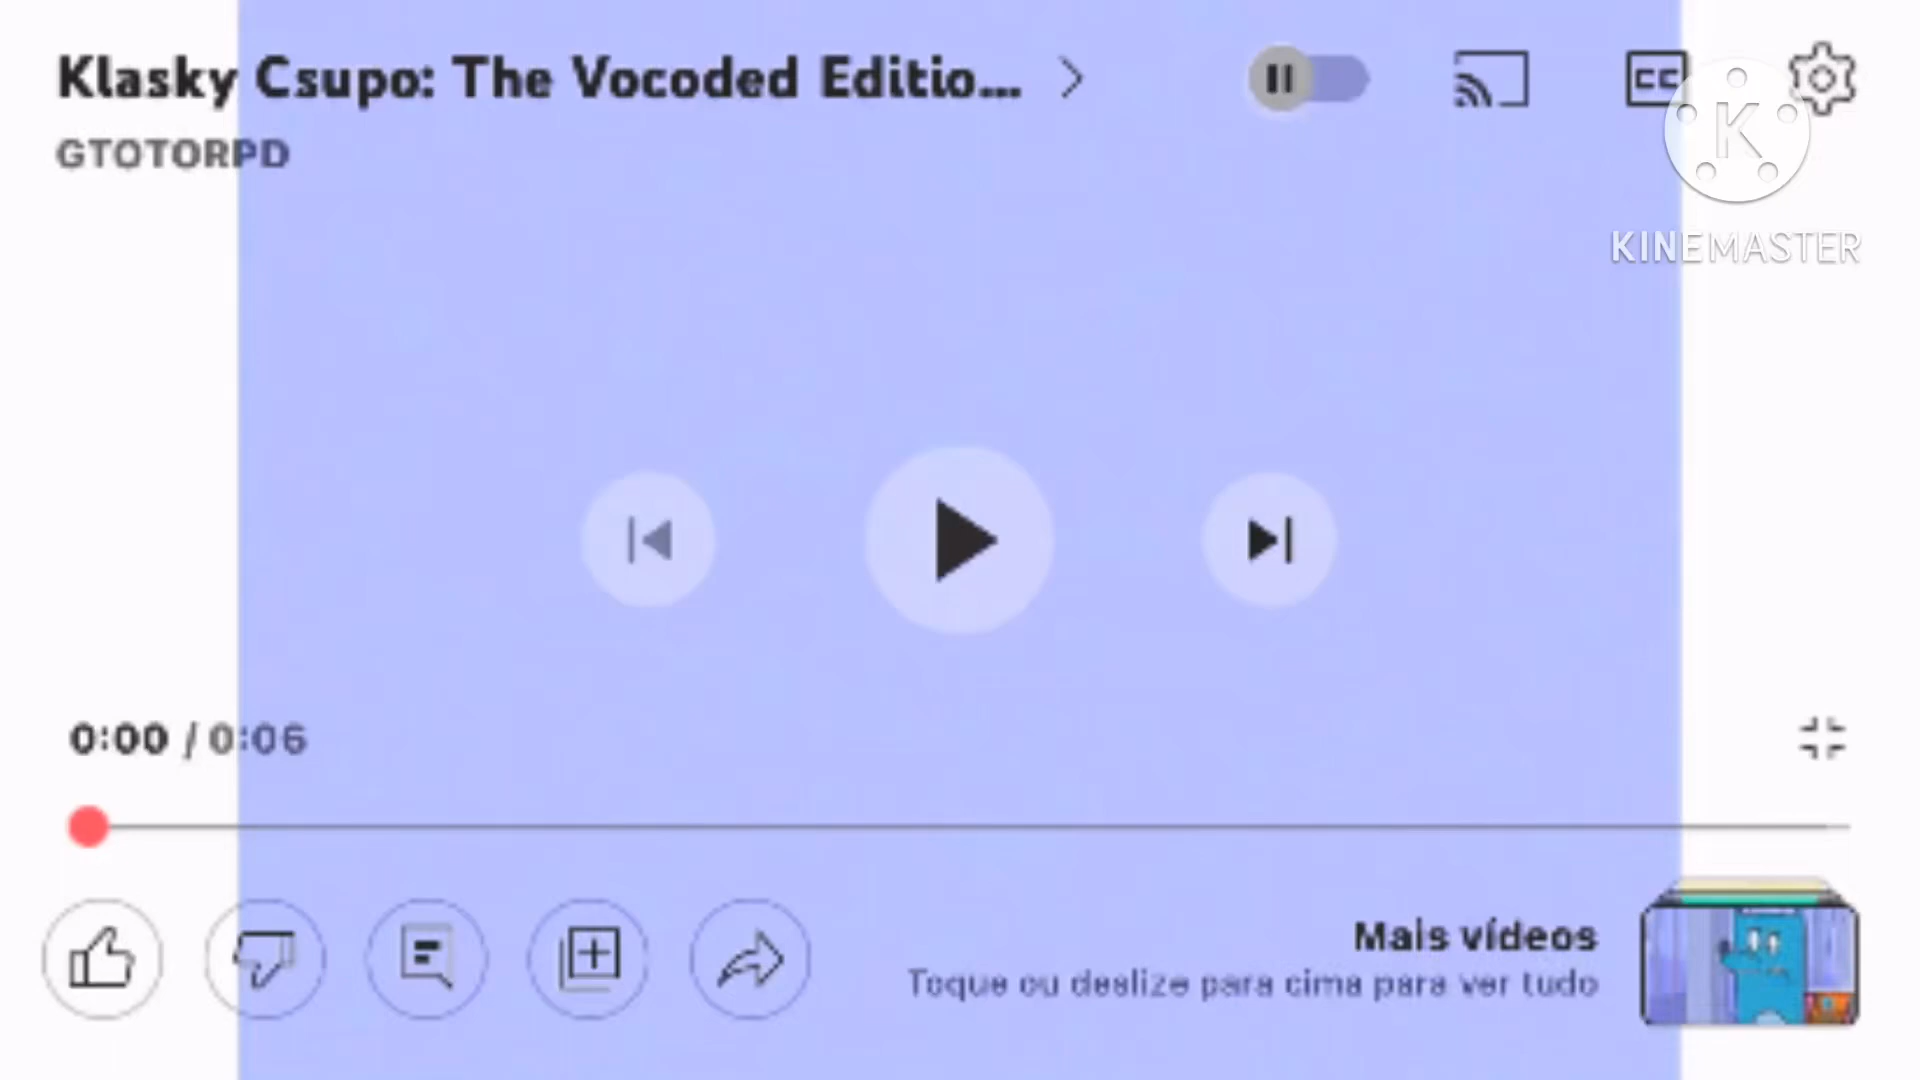 Klasky Csupo: The Vocoded Editio...
GTOTORPD
CC
K
KINEMASTER
0:00 / 0:06
Mais vídeos
Toque ou deslize para cima para ver tudo